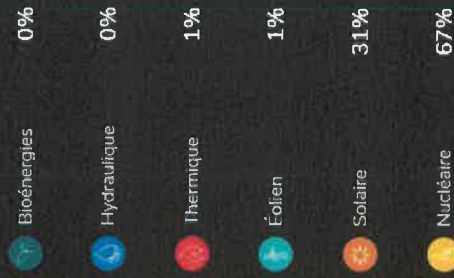 Bioénergies 0%
Hydraulique 0%
Thermique 1%
Éolien 1%
Solaire 31%
Nucléaire 67%